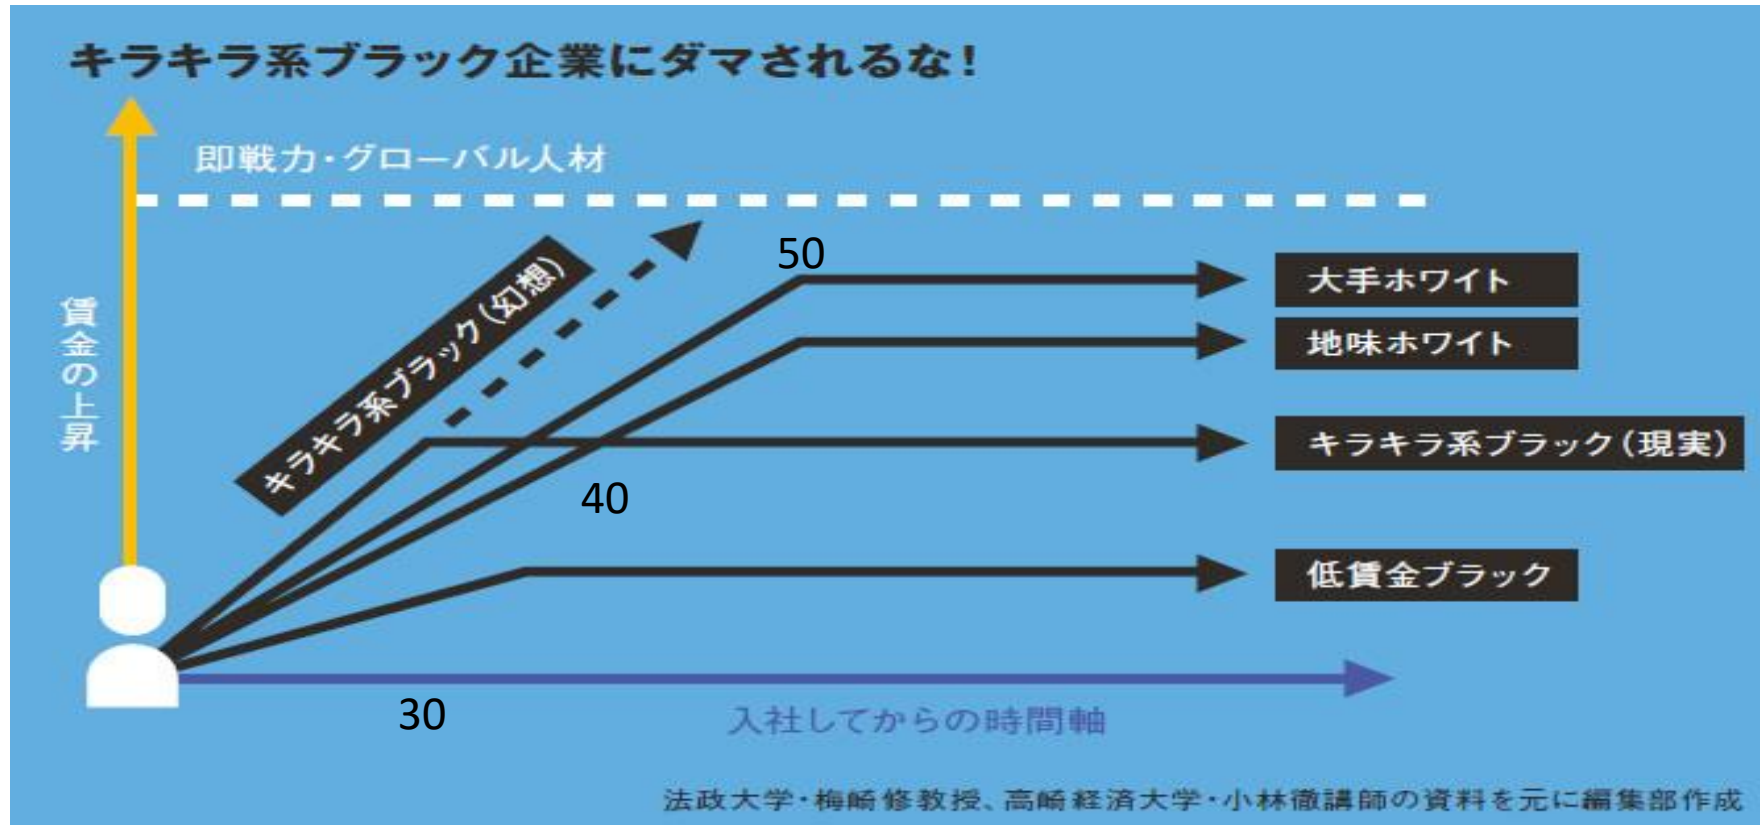 キラキラ系ブラック企業にダマされるな!
即戦力・グローバル人材
賃金の上昇
キラキラ系ブラック(幻想)
50
大手ホワイト
地味ホワイト
キラキラ系ブラック(現実)
40
低賃金ブラック
30
入社してからの時間軸
法政大学・梅崎修教授、高崎経済大学・小林徹講師の資料を元に編集部作成